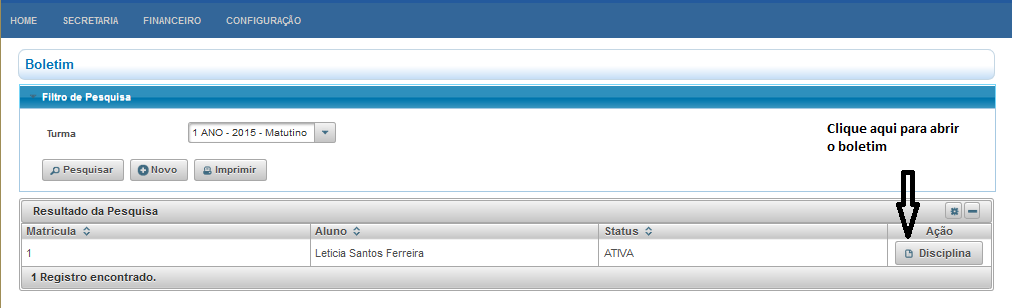 HOME SECRETARIA FINANCEIRO CONFIGURAÇÃO
Boletim
Filtro de Pesquisa
Turma 1 ANO - 2015 - Matutino
Clique aqui para abrir
o boletim
Pesquisar Novo Imprimir
Resultado da Pesquisa
Matricula Aluno Status Ação
1 Leticia Santos Ferreira ATIVA Disciplina
1 Registro encontrado.